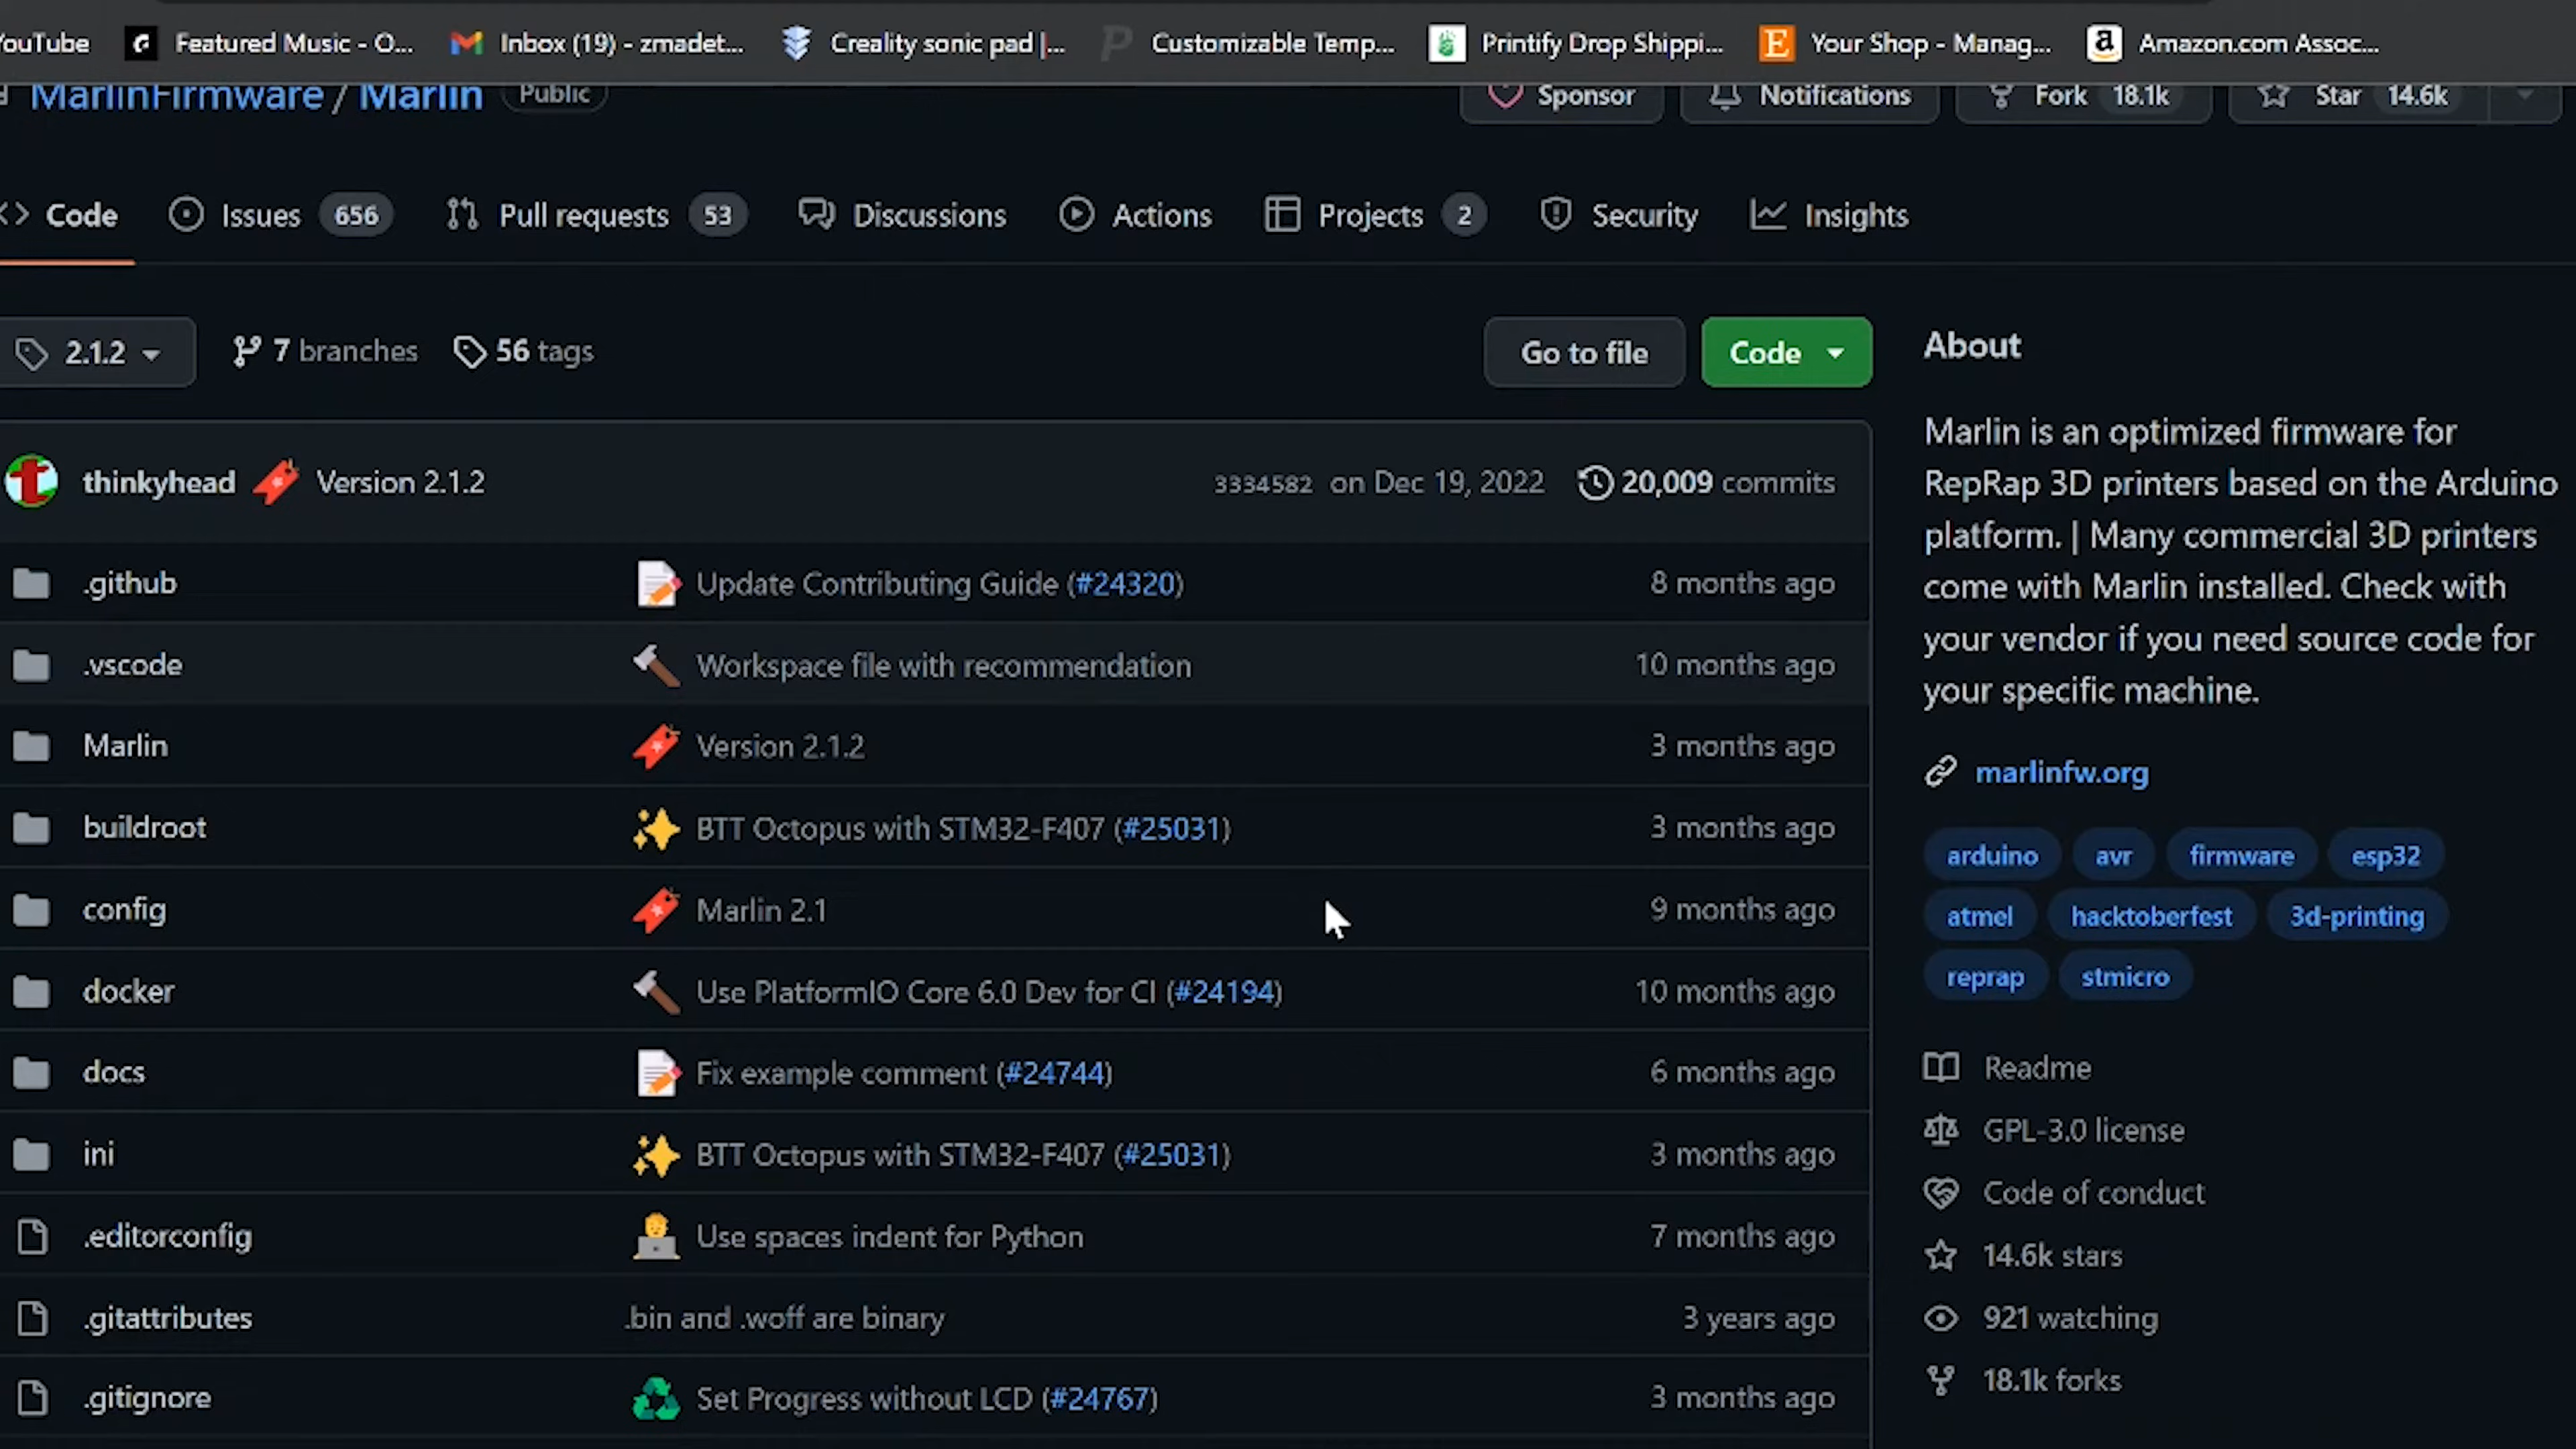 YouTube Featured Music - O... Inbox (19) - zmadet... Creality sonic pad |... Customizable Temp... Printify Drop Shippi... Your Shop - Manag... Amazon.com Assoc...
MarlinFirmware / Marlin Public Sponsor Notifications Fork 18.1k Star 14.6k
Code Issues 656 Pull requests 53 Discussions Actions Projects 2 Security Insights
2.1.2 7 branches 56 tags Go to file Code
thinkyhead Version 2.1.2 3334582 on Dec 19, 2022 20,009 commits
.github Update Contributing Guide (#24320) 8 months ago
.vscode Workspace file with recommendation 10 months ago
Marlin Version 2.1.2 3 months ago
buildroot BTT Octopus with STM32-F407 (#25031) 3 months ago
config Marlin 2.1 9 months ago
docker Use PlatformIO Core 6.0 Dev for CI (#24194) 10 months ago
docs Fix example comment (#24744) 6 months ago
ini BTT Octopus with STM32-F407 (#25031) 3 months ago
.editorconfig Use spaces indent for Python 7 months ago
.gitattributes .bin and .woff are binary 3 years ago
.gitignore Set Progress without LCD (#24767) 3 months ago
About
Marlin is an optimized firmware for
RepRap 3D printers based on the Arduino
platform. | Many commercial 3D printers
come with Marlin installed. Check with
your vendor if you need source code for
your specific machine.
marlinfw.org
arduino avr firmware esp32
atmel hacktoberfest 3d-printing
reprap stmicro
Readme
GPL-3.0 license
Code of conduct
14.6k stars
921 watching
18.1k forks